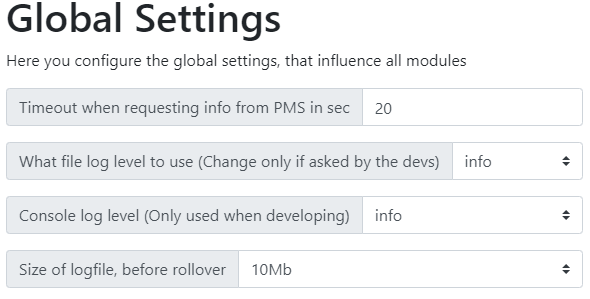 Global Settings
Here you configure the global settings, that influence all modules
Timeout when requesting info from PMS in sec 20
What file log level to use (Change only if asked by the devs) info
Console log level (Only used when developing) info
Size of logfile, before rollover 10Mb